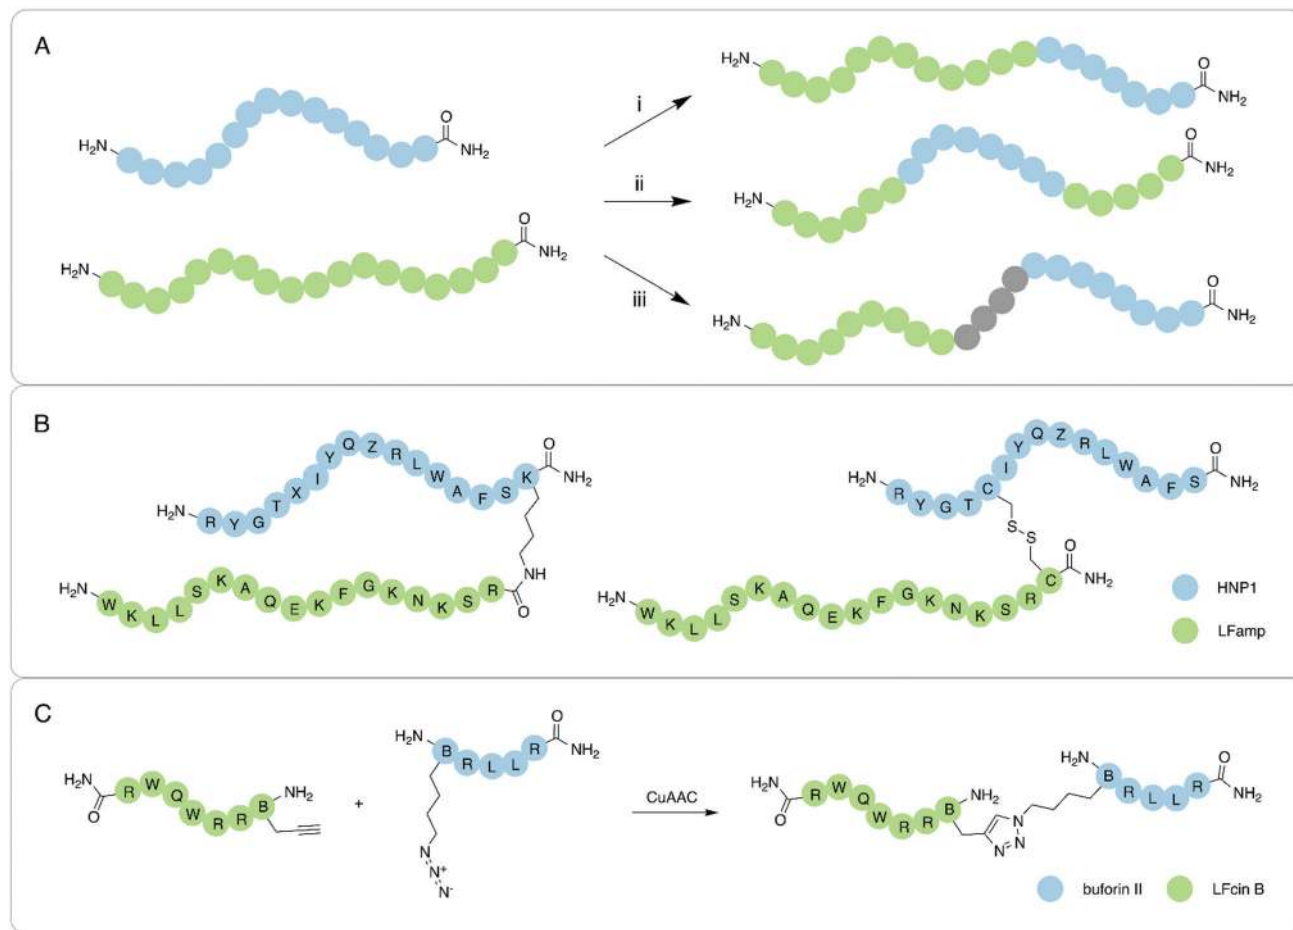 A
H₂N O NH₂
H₂N O NH₂
i
ii
iii
H₂N O NH₂
H₂N O NH₂
H₂N O NH₂
B
H₂N R Y G T X I Y Q Z R L W A F S K O NH₂
NH
H₂N W K L L S K A Q E K F G K N K S R O
H₂N R Y G T C I Y Q Z R L W A F S O NH₂
S S
H₂N W K L L S K A Q E K F G K N K S R C O NH₂
HNP1
LFamp
C
H₂N O R W Q W R R B NH₂
+
H₂N B R L L R O NH₂
N
N⁺
N⁻
CuAAC
H₂N O R W Q W R R B NH₂
N N N
H₂N B R L L R O NH₂
buforin II
LFcin B